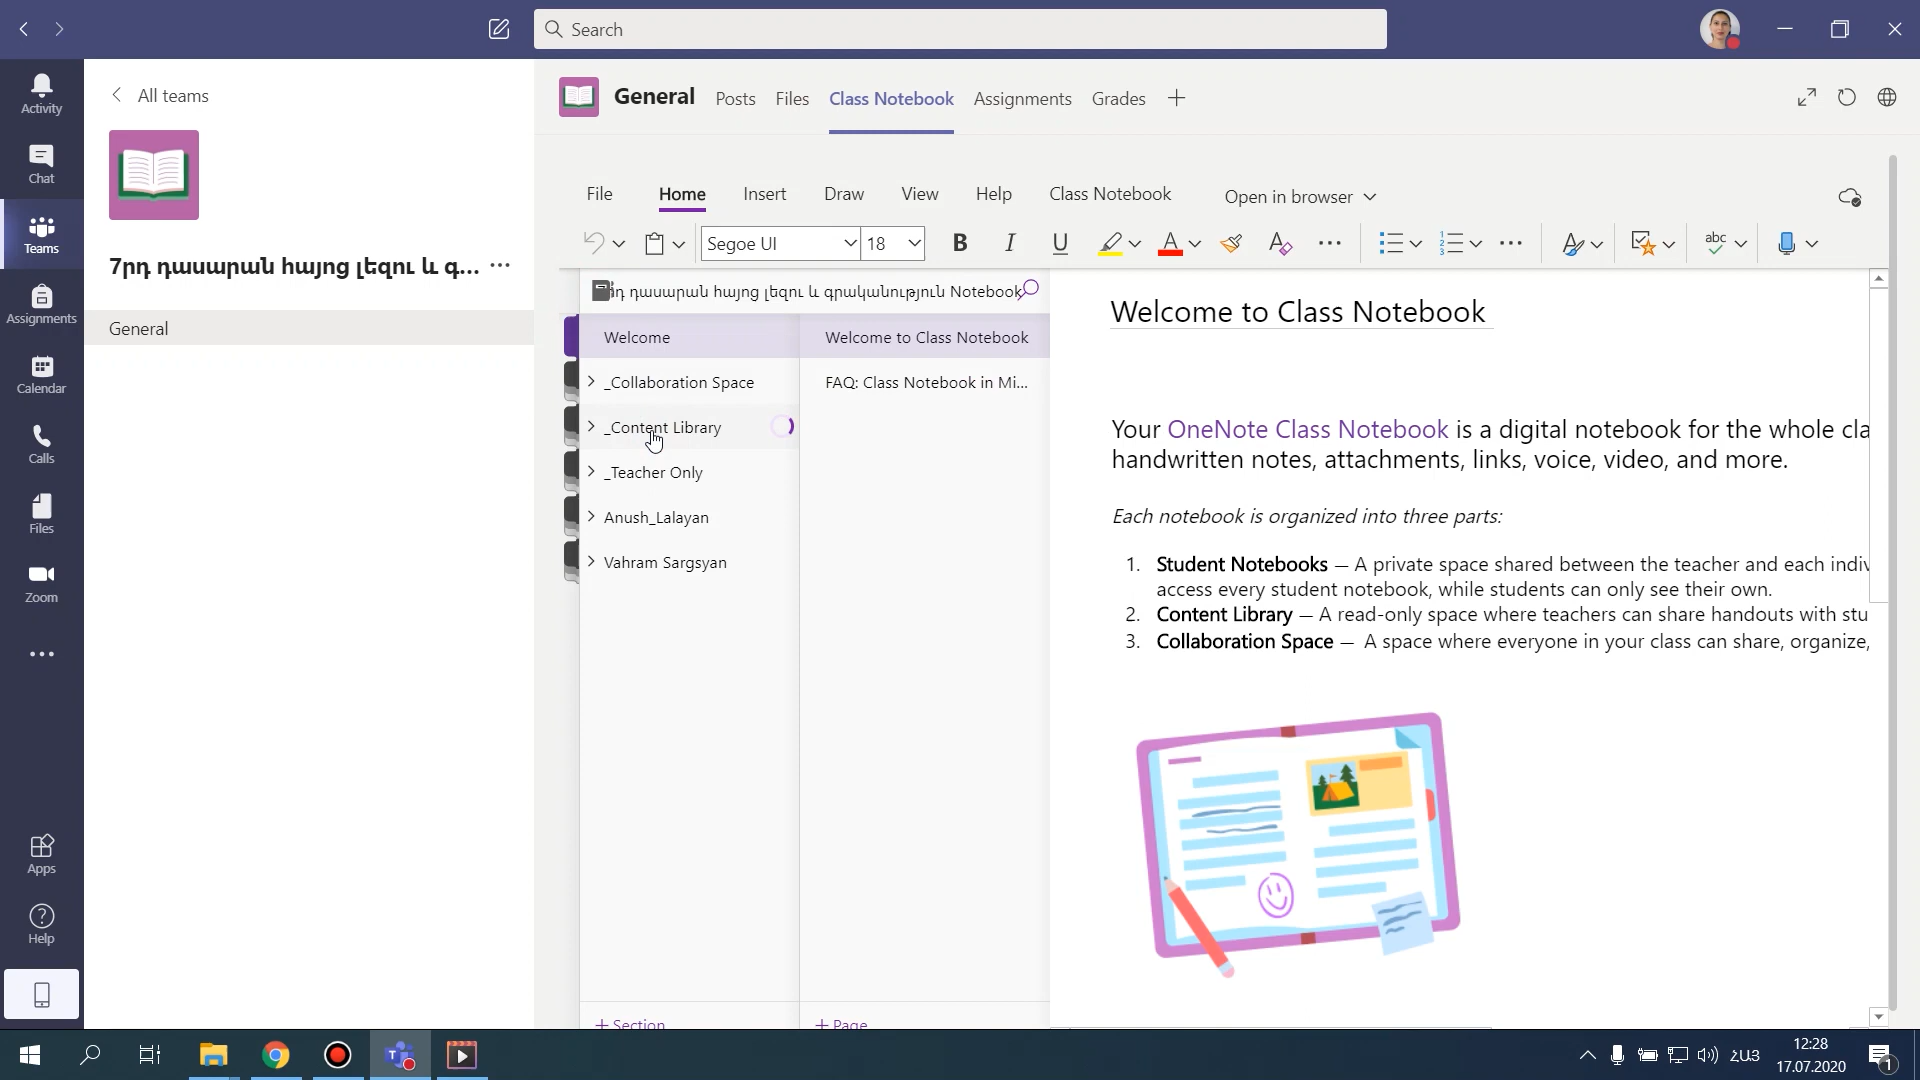 Search
Activity
Chat
Teams
Assignments
Calendar
Calls
Files
Zoom
Apps
Help
All teams
7րդ դասարան հայոց լեզու և գ...
General
General Posts Files Class Notebook Assignments Grades
File Home Insert Draw View Help Class Notebook Open in browser
Segoe UI 18 B I U A A abc
դասարան հայոց լեզու և գրականություն Notebook
Welcome
_Collaboration Space
_Content Library
_Teacher Only
Anush_Lalayan
Vahram Sargsyan
+ Section
Welcome to Class Notebook
FAQ: Class Notebook in Mi...
+ Page
Welcome to Class Notebook
Your OneNote Class Notebook is a digital notebook for the whole cla
handwritten notes, attachments, links, voice, video, and more.
Each notebook is organized into three parts:
1. Student Notebooks — A private space shared between the teacher and each indiv
access every student notebook, while students can only see their own.
2. Content Library — A read-only space where teachers can share handouts with stu
3. Collaboration Space — A space where everyone in your class can share, organize,
ՀԱՅ
12:28
17.07.2020
1